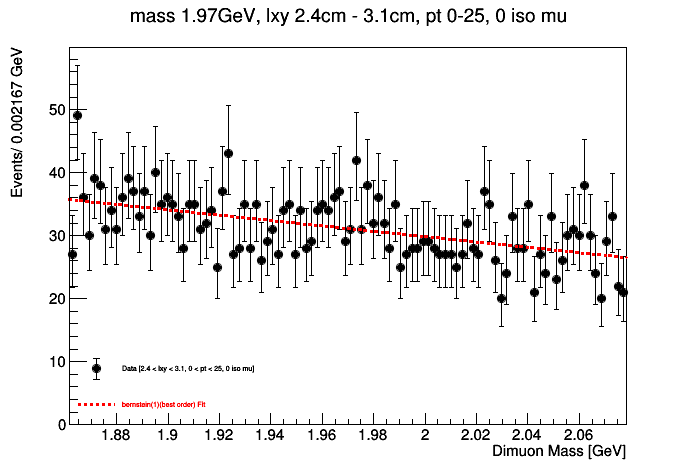 mass 1.97GeV, lxy 2.4cm - 3.1cm, pt 0-25, 0 iso mu
Events/ 0.002167 GeV
50
40
30
20
10
0
Data [2.4 < lxy < 3.1, 0 < pt < 25, 0 iso mu]
bernstein(1)(best order) Fit
1.88 1.9 1.92 1.94 1.96 1.98 2 2.02 2.04 2.06
Dimuon Mass [GeV]